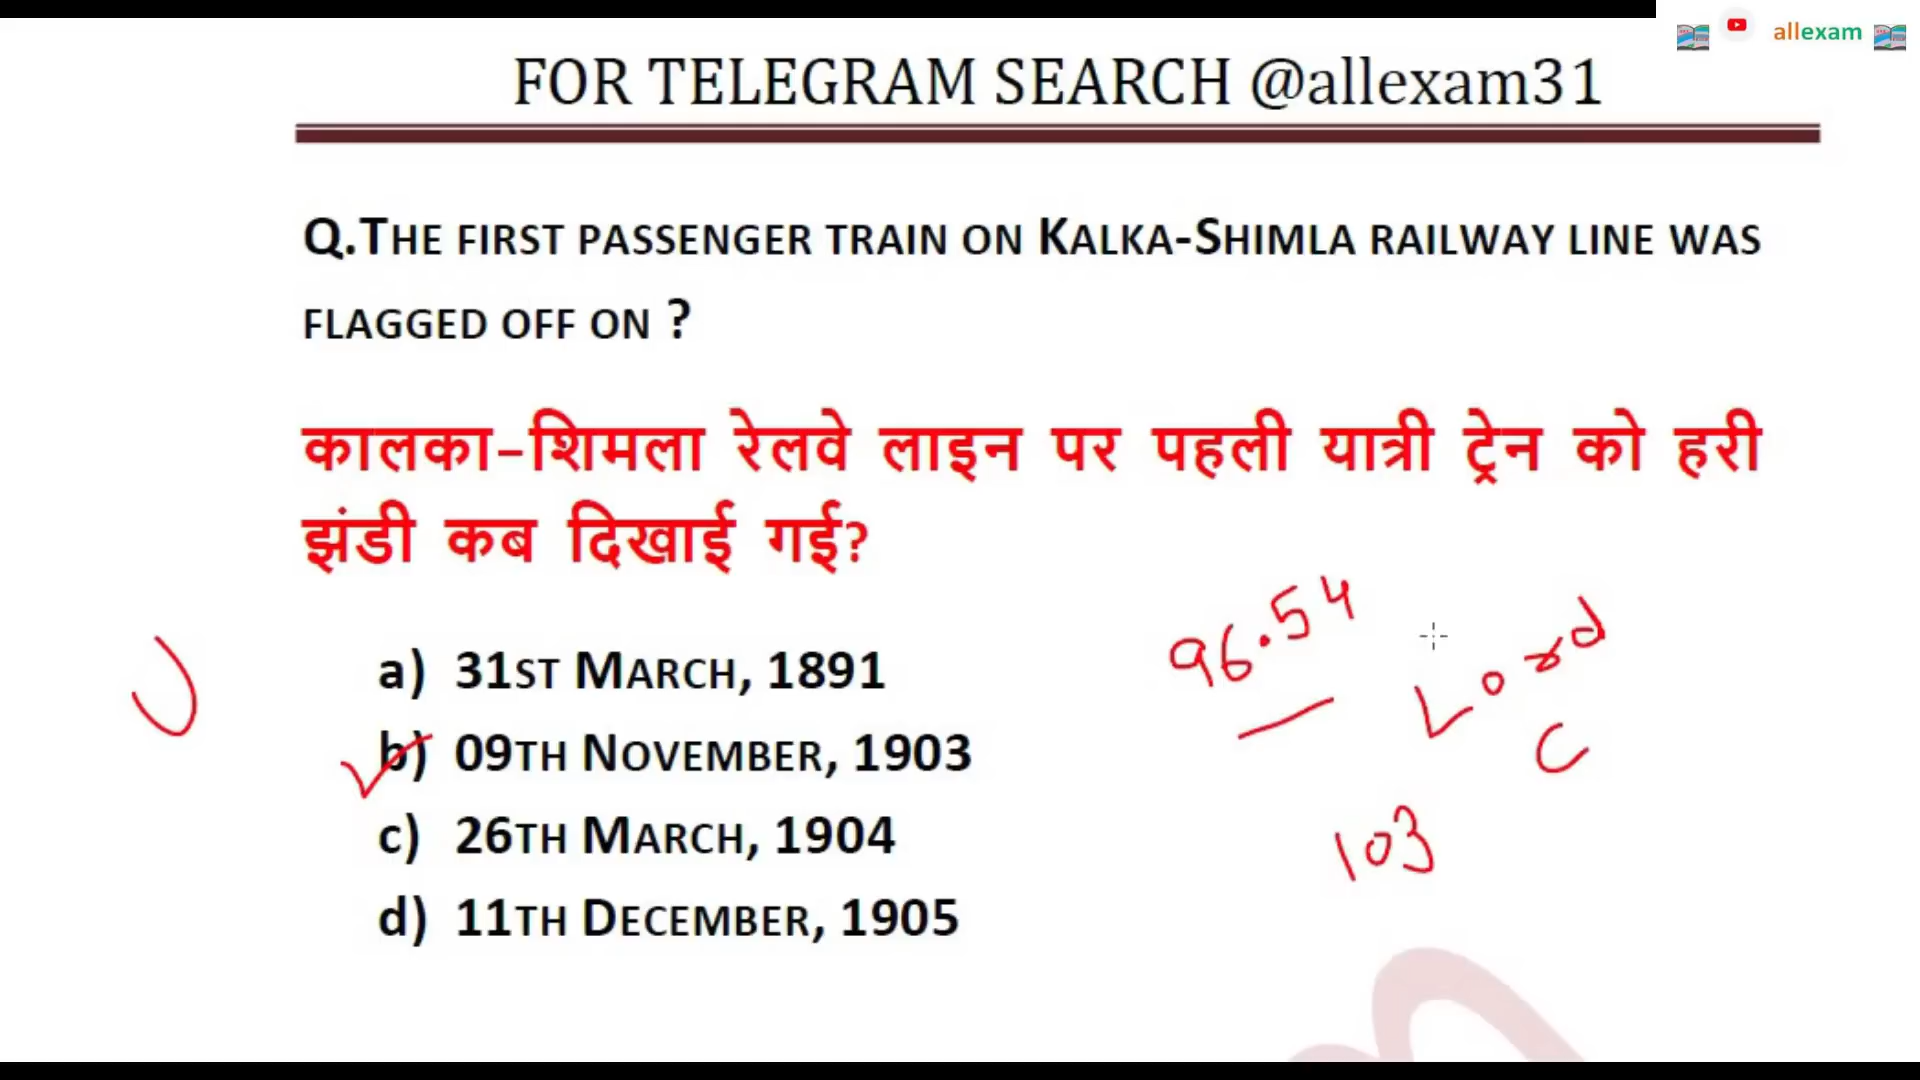 allexam
FOR TELEGRAM SEARCH @allexam31
Q.THE FIRST PASSENGER TRAIN ON KALKA-SHIMLA RAILWAY LINE WAS
FLAGGED OFF ON ?
कालका-शिमला रेलवे लाइन पर पहली यात्री ट्रेन को हरी
झंडी कब दिखाई गई?
a) 31ST MARCH, 1891
b) 09TH NOVEMBER, 1903
c) 26TH MARCH, 1904
d) 11TH DECEMBER, 1905
96.54
Lord
C
103